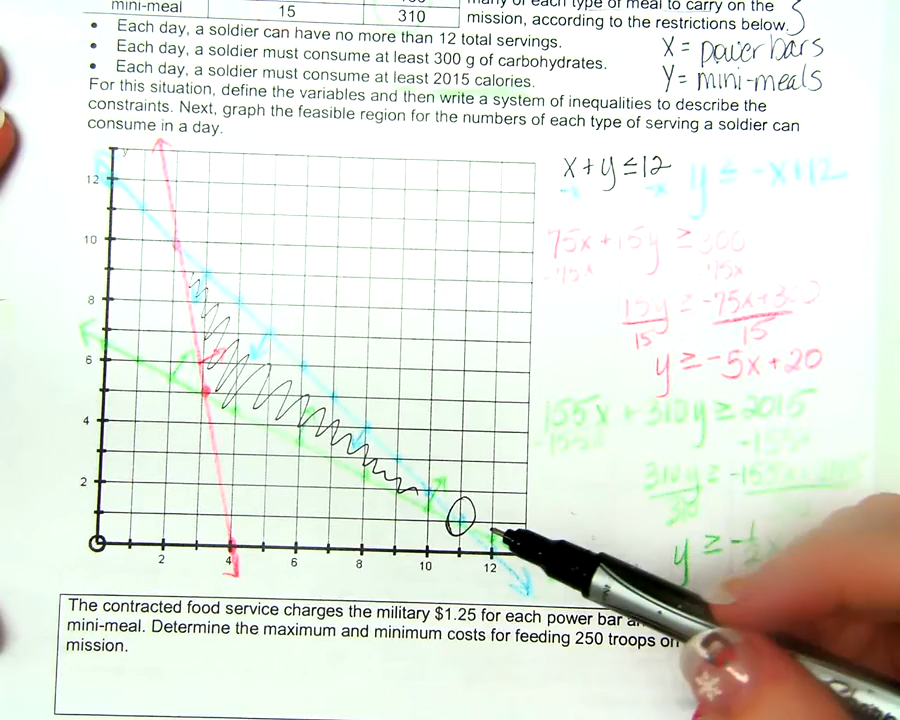 mini-meal 15 310
many of each type of meal to carry on the
mission, according to the restrictions below.
• Each day, a soldier can have no more than 12 total servings.
• Each day, a soldier must consume at least 300 g of carbohydrates.
• Each day, a soldier must consume at least 2015 calories.
X = power bars
Y = mini-meals
For this situation, define the variables and then write a system of inequalities to describe the
constraints. Next, graph the feasible region for the numbers of each type of serving a soldier can
consume in a day.
x + y ≤ 12
-x -x
y ≤ -x+12
75x+15y ≥ 300
-75x -75x
15y ≥ -75x+300
15 15
y ≥ -5x+20
155x + 310y ≥ 2015
-155x -155
310y ≥ -155x
310
y ≥ -1/2x
y
12
10
8
6
4
2
2 4 6 8 10 12
The contracted food service charges the military $1.25 for each power bar
mini-meal. Determine the maximum and minimum costs for feeding 250 troops on
mission.